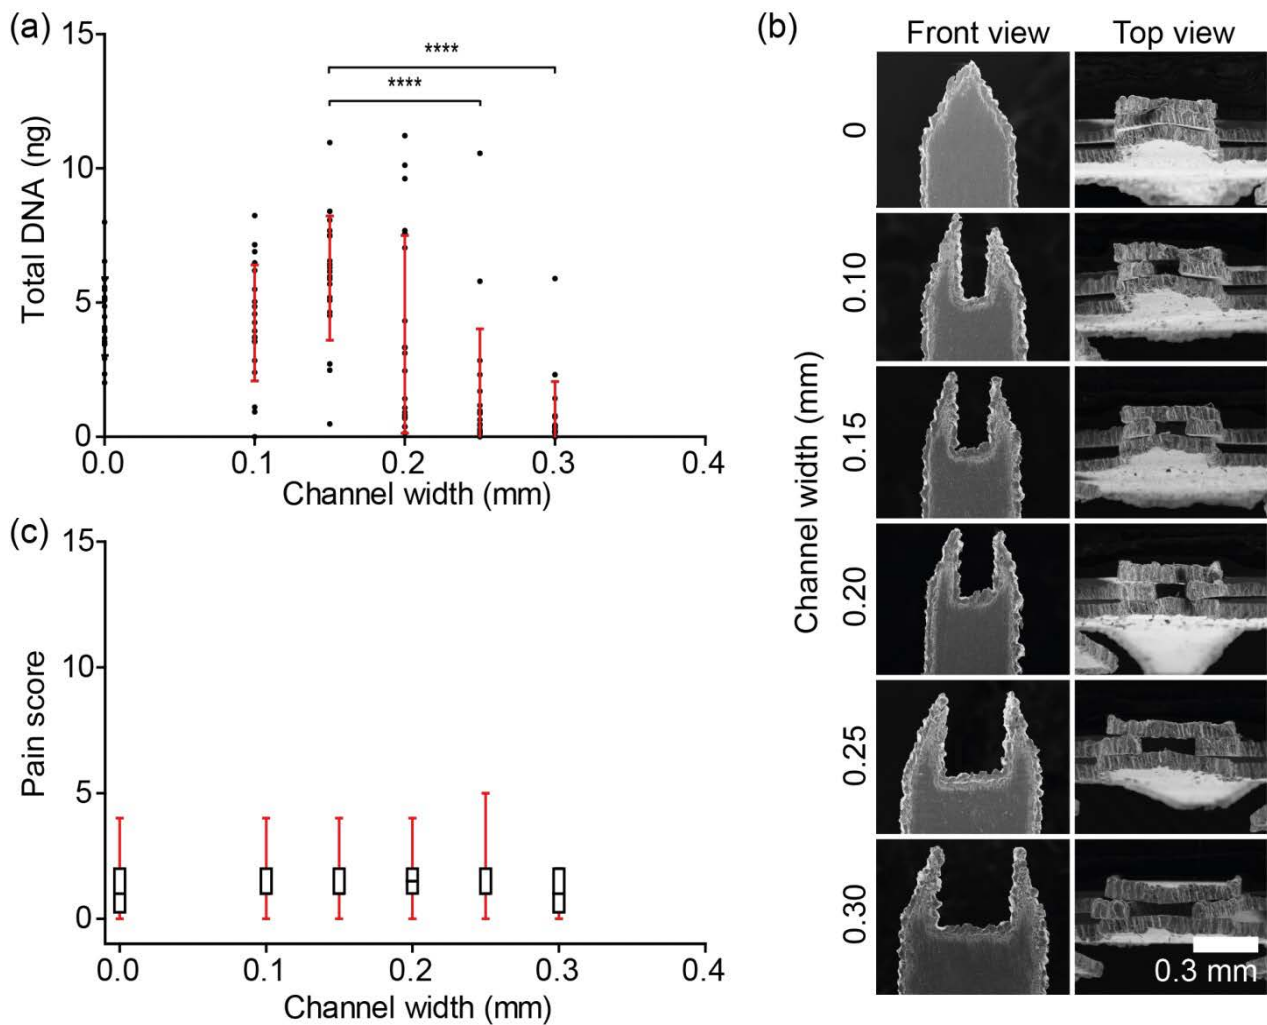 (a)
15
10
5
0
Total DNA (ng)
****
****
0.0 0.1 0.2 0.3 0.4
Channel width (mm)
(b)
Front view Top view
Channel width (mm)
0
0.10
0.15
0.20
0.25
0.30
0.3 mm
(c)
15
10
5
0
Pain score
0.0 0.1 0.2 0.3 0.4
Channel width (mm)